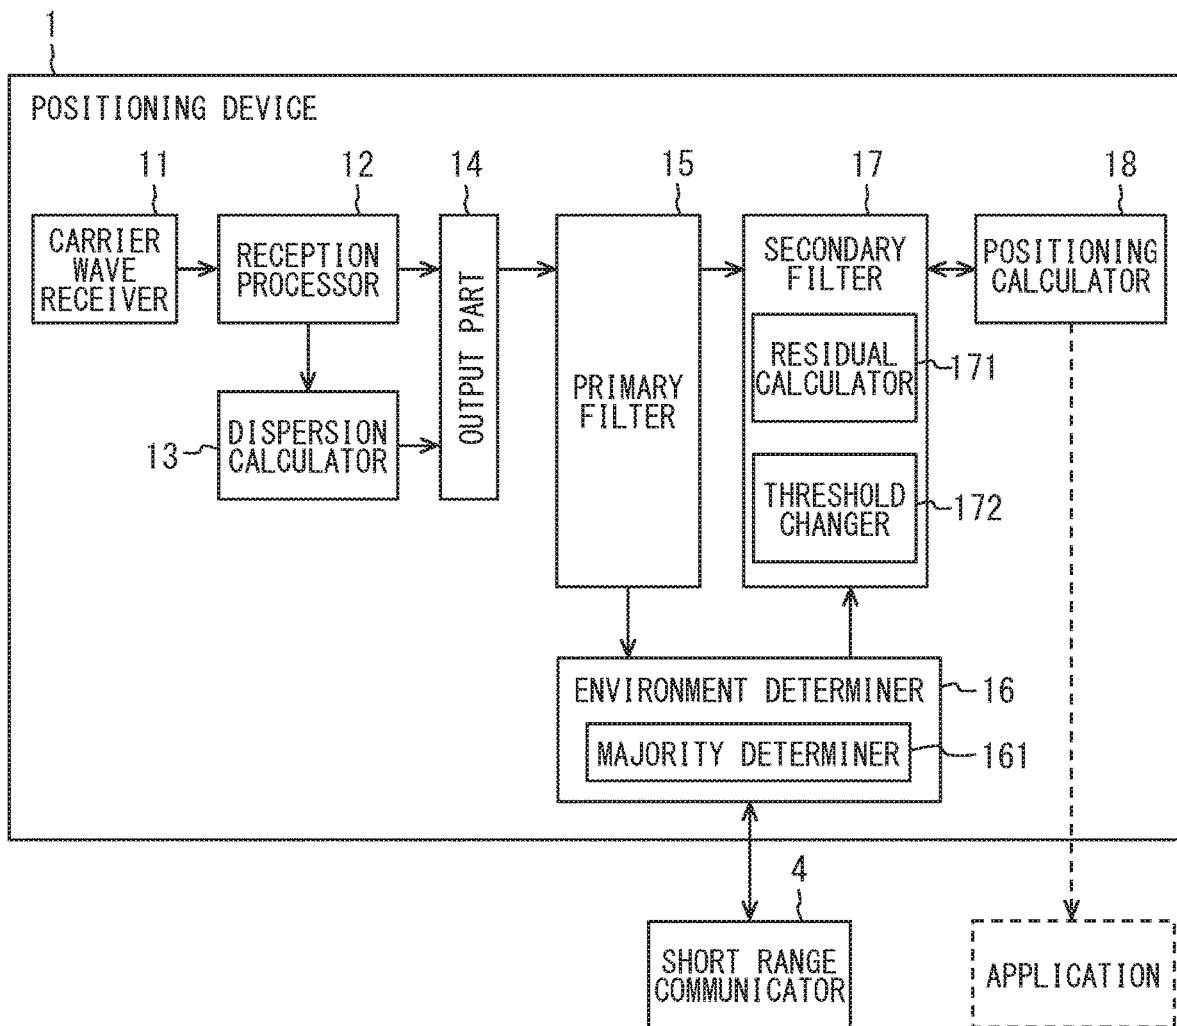 1
POSITIONING DEVICE
11
12
14
15
17
18
CARRIER
WAVE
RECEIVER
RECEPTION
PROCESSOR
OUTPUT PART
PRIMARY
FILTER
SECONDARY
FILTER
POSITIONING
CALCULATOR
RESIDUAL
CALCULATOR
171
13
DISPERSION
CALCULATOR
THRESHOLD
CHANGER
172
ENVIRONMENT DETERMINER
16
MAJORITY DETERMINER
161
4
SHORT RANGE
COMMUNICATOR
APPLICATION